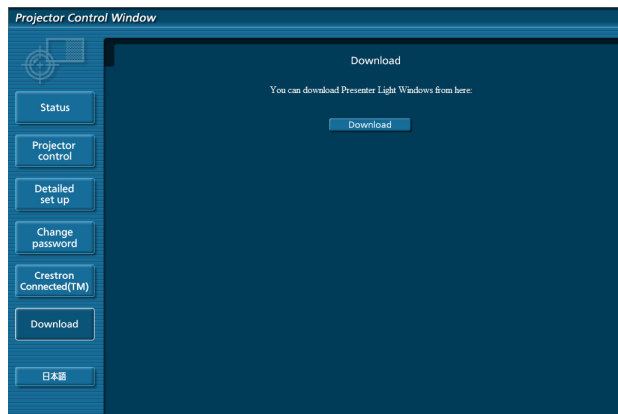 Projector Control Window
Status
Projector
control
Detailed
set up
Change
password
Crestron
Connected(TM)
Download
日本語
Download
You can download Presenter Light Windows from here:
Download